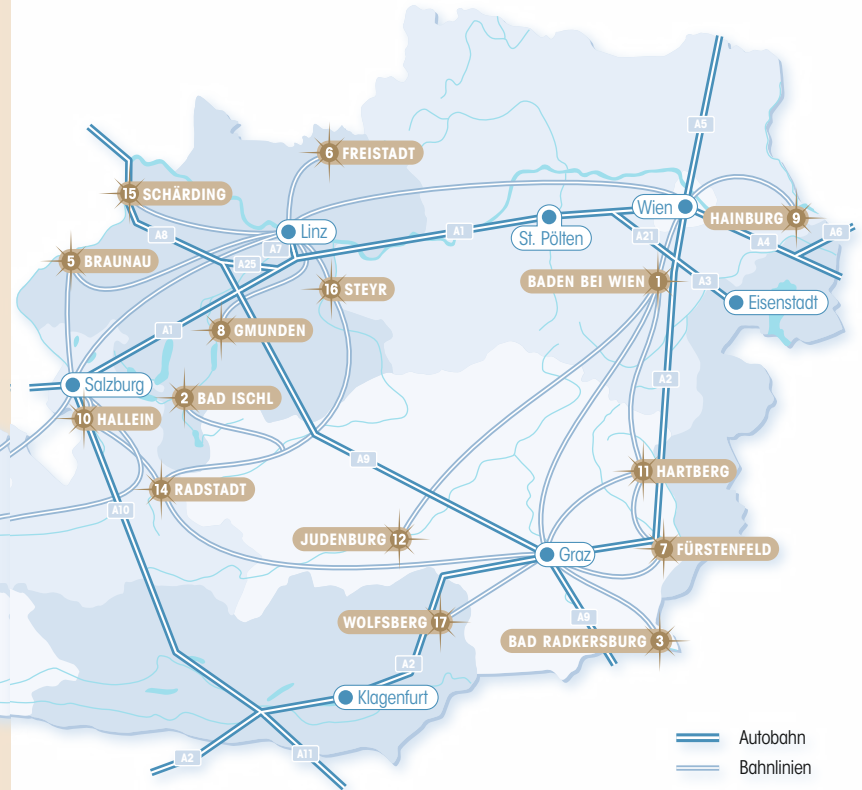 A5
6 FREISTADT
15 SCHÄRDING
Wien
HAINBURG 9
A8
A7
Linz
A1
St. Pölten
A21
A4
A6
5 BRAUNAU
A25
16 STEYR
BADEN BEI WIEN 1
A3
Eisenstadt
A1
8 GMUNDEN
Salzburg
2 BAD ISCHL
A2
10 HALLEIN
A9
11 HARTBERG
14 RADSTADT
A10
JUDENBURG 12
Graz
7 FÜRSTENFELD
WOLFSBERG 17
A9
BAD RADKERSBURG 3
A2
Klagenfurt
A2
A11
Autobahn
Bahnlinien